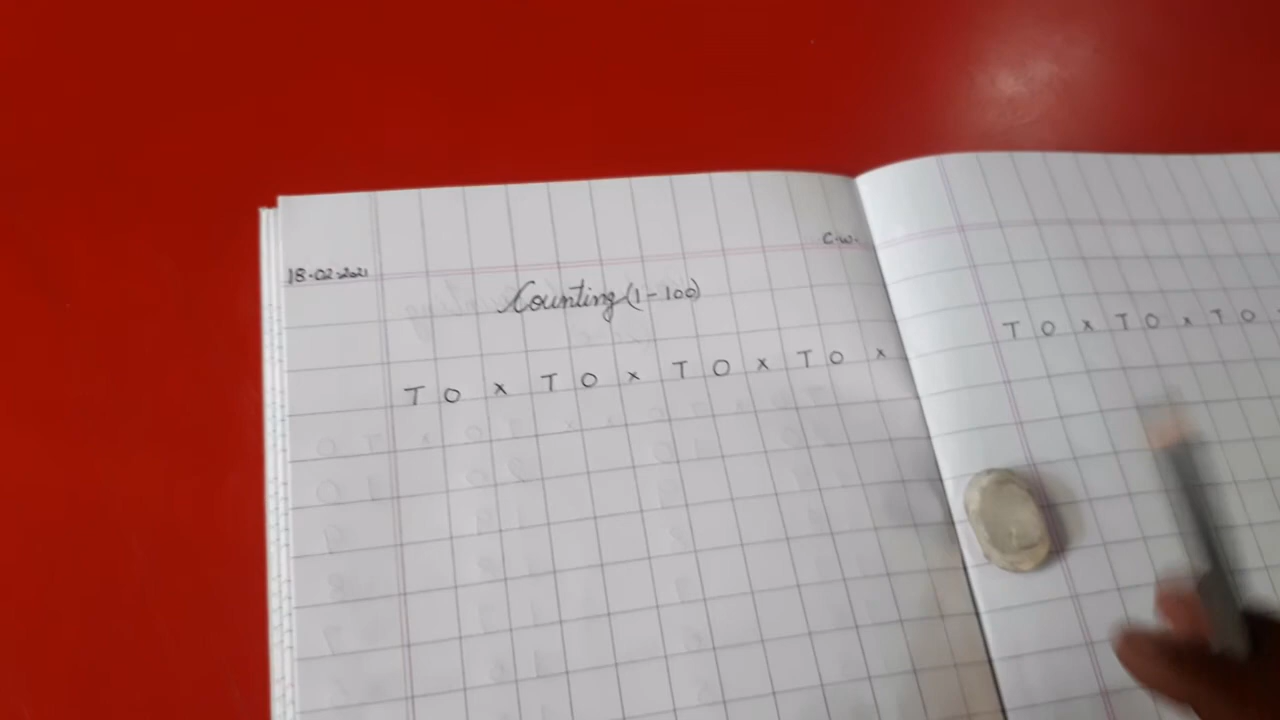 C.W.
18.02.2021
Counting (1-100)
T O x T O x T O x T O x
T O x T O x T O